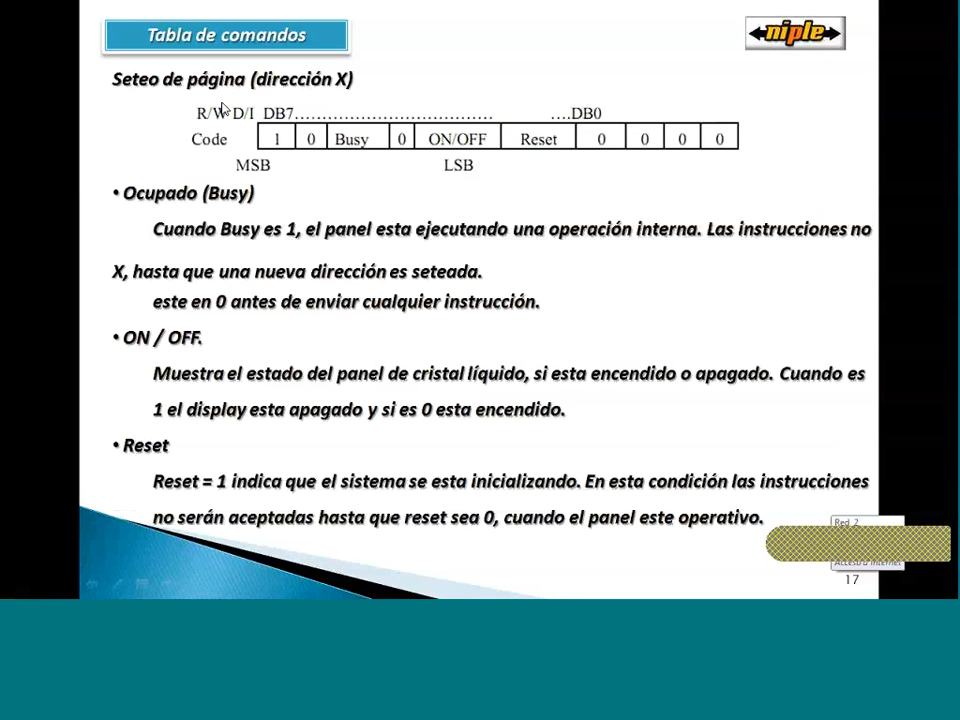 Tabla de comandos
niple
Seteo de página (dirección X)
R/W D/I DB7....................................... ....DB0
Code 1 0 Busy 0 ON/OFF Reset 0 0 0 0
MSB LSB
• Ocupado (Busy)
Cuando Busy es 1, el panel esta ejecutando una operación interna. Las instrucciones no
X, hasta que una nueva dirección es seteada.
este en 0 antes de enviar cualquier instrucción.
• ON / OFF.
Muestra el estado del panel de cristal líquido, si esta encendido o apagado. Cuando es
1 el display esta apagado y si es 0 esta encendido.
• Reset
Reset = 1 indica que el sistema se esta inicializando. En esta condición las instrucciones
no serán aceptadas hasta que reset sea 0, cuando el panel este operativo.
Red 2
Acceso a Internet
17